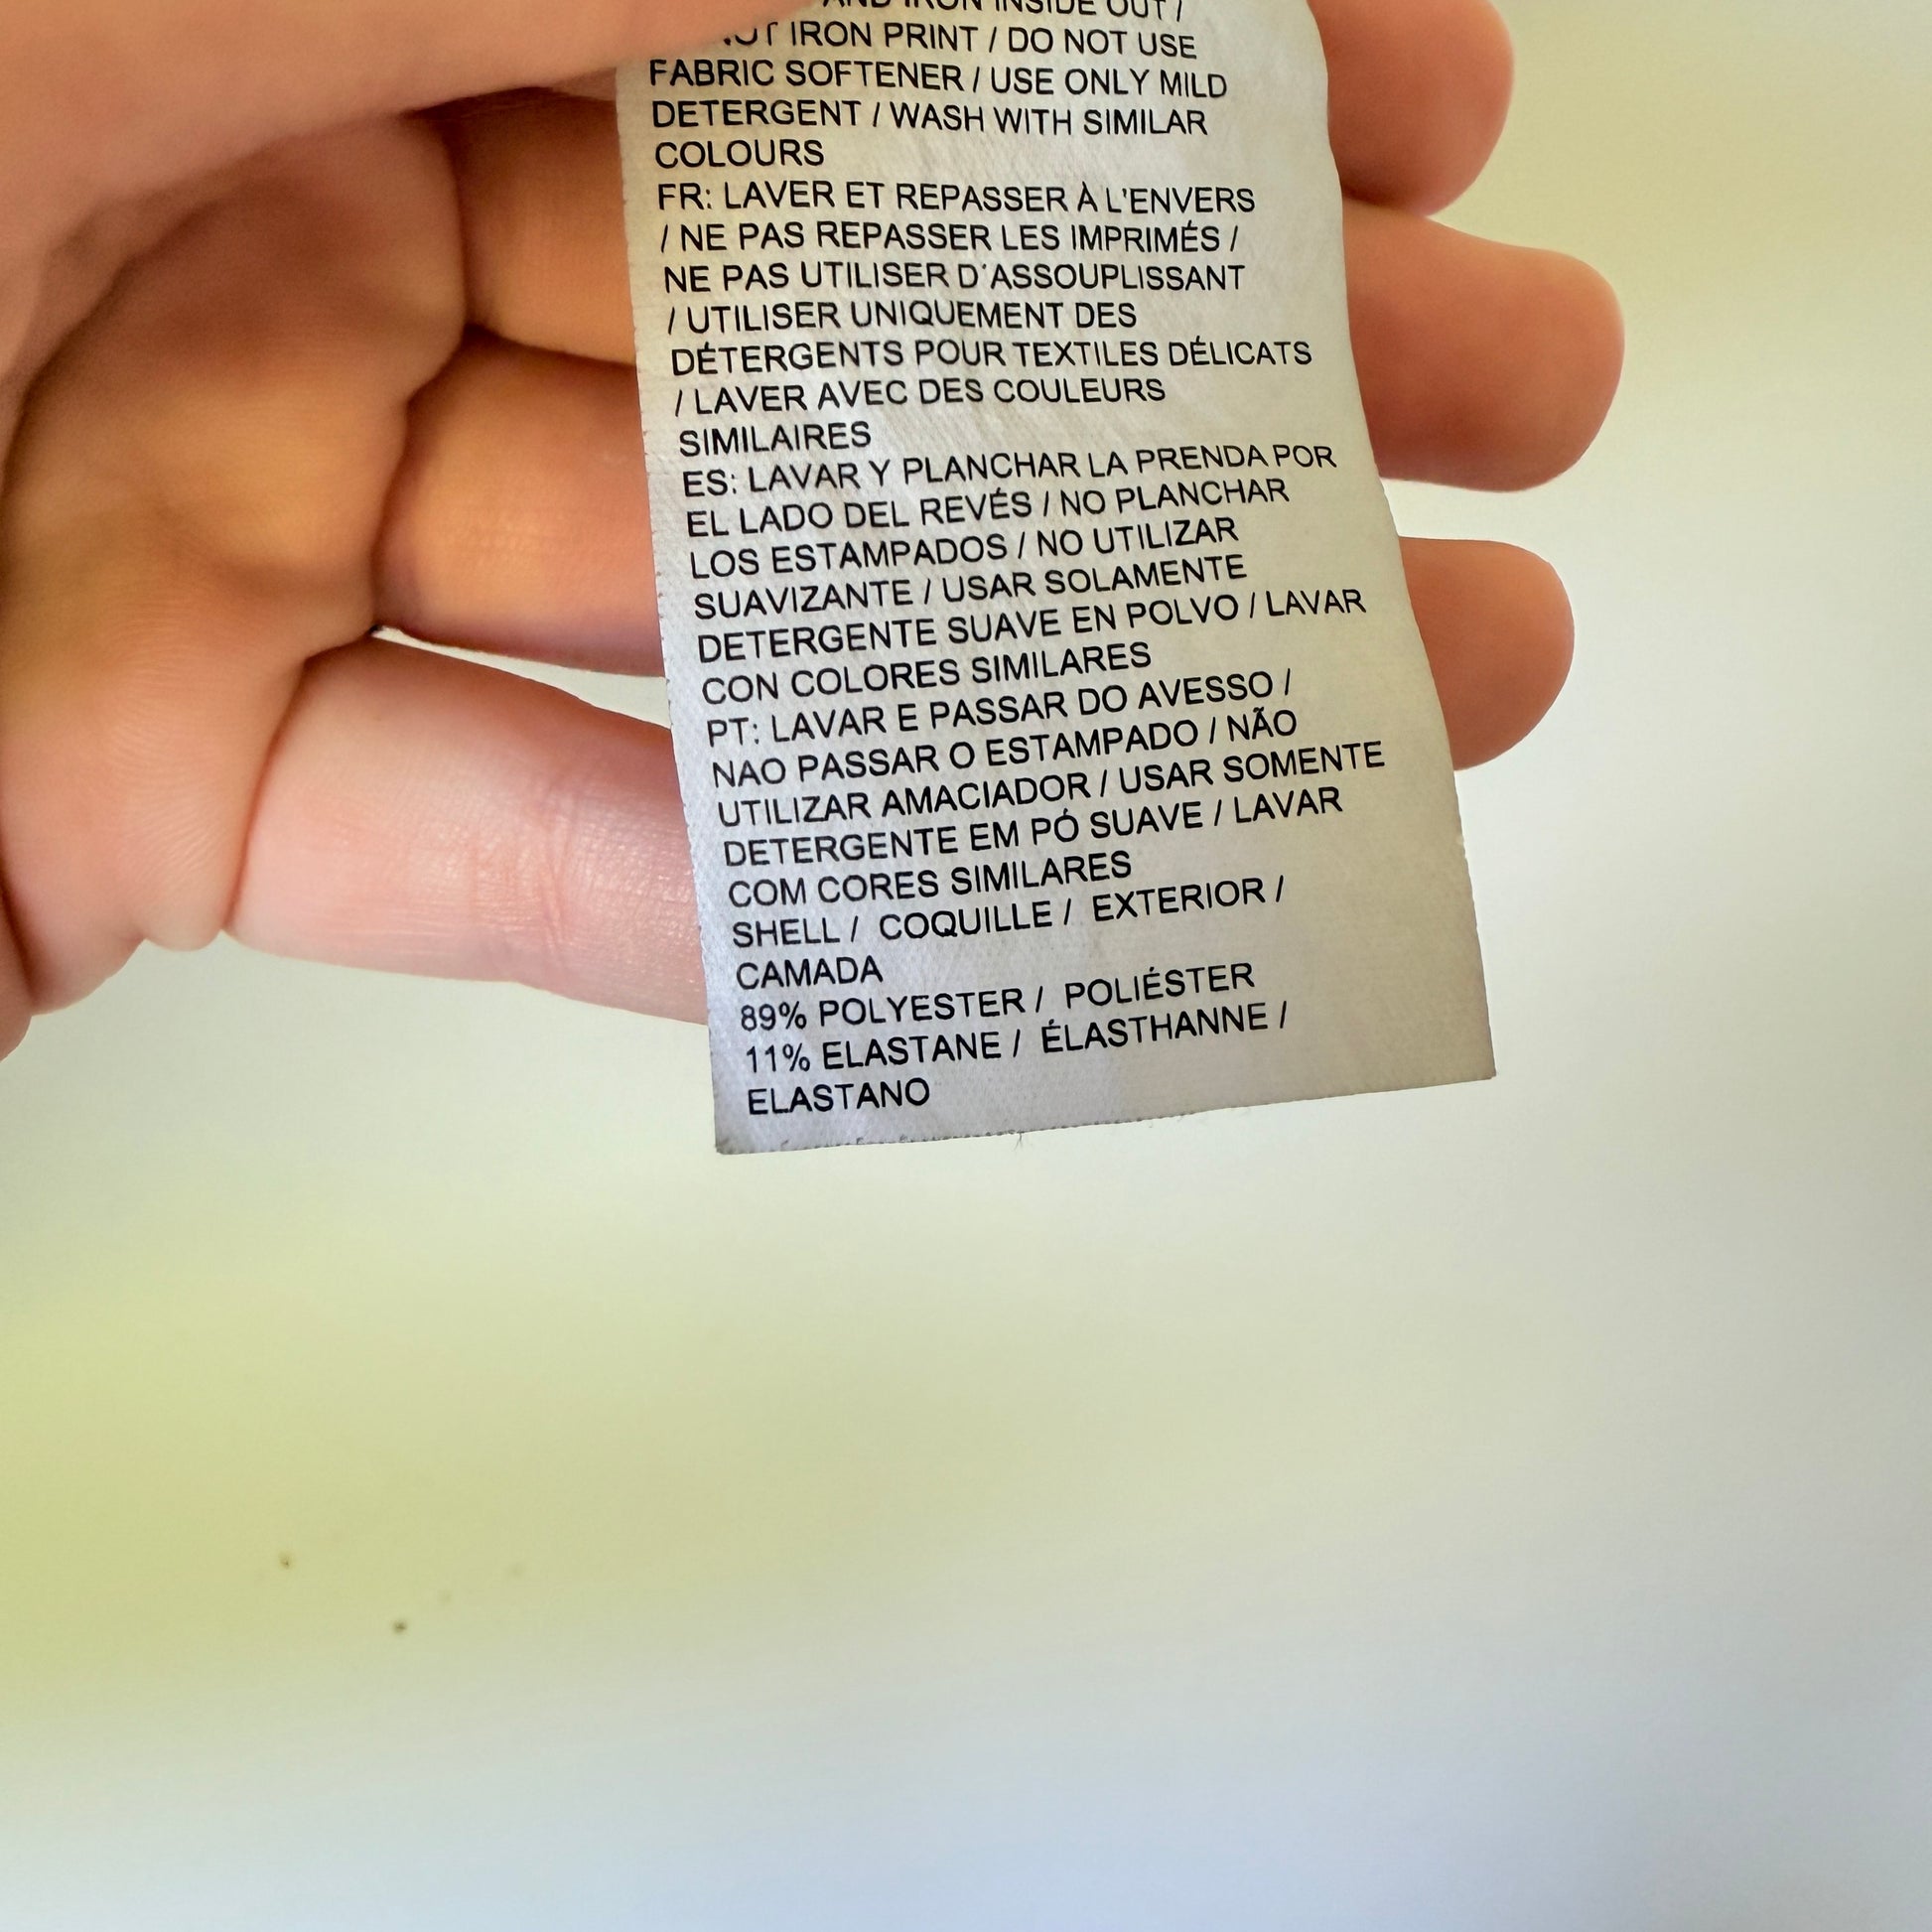 AND IRON INSIDE OUT /
IRON PRINT / DO NOT USE
FABRIC SOFTENER / USE ONLY MILD
DETERGENT / WASH WITH SIMILAR
COLOURS
FR: LAVER ET REPASSER À L'ENVERS
/ NE PAS REPASSER LES IMPRIMÉS /
NE PAS UTILISER D'ASSOUPLISSANT
/ UTILISER UNIQUEMENT DES
DÉTERGENTS POUR TEXTILES DÉLICATS
/ LAVER AVEC DES COULEURS
SIMILAIRES
ES: LAVAR Y PLANCHAR LA PRENDA POR
EL LADO DEL REVÉS / NO PLANCHAR
LOS ESTAMPADOS / NO UTILIZAR
SUAVIZANTE / USAR SOLAMENTE
DETERGENTE SUAVE EN POLVO / LAVAR
CON COLORES SIMILARES
PT: LAVAR E PASSAR DO AVESSO /
NAO PASSAR O ESTAMPADO / NÃO
UTILIZAR AMACIADOR / USAR SOMENTE
DETERGENTE EM PÓ SUAVE / LAVAR
COM CORES SIMILARES
SHELL / COQUILLE / EXTERIOR /
CAMADA
89% POLYESTER / POLIÉSTER
11% ELASTANE / ÉLASTHANNE /
ELASTANO